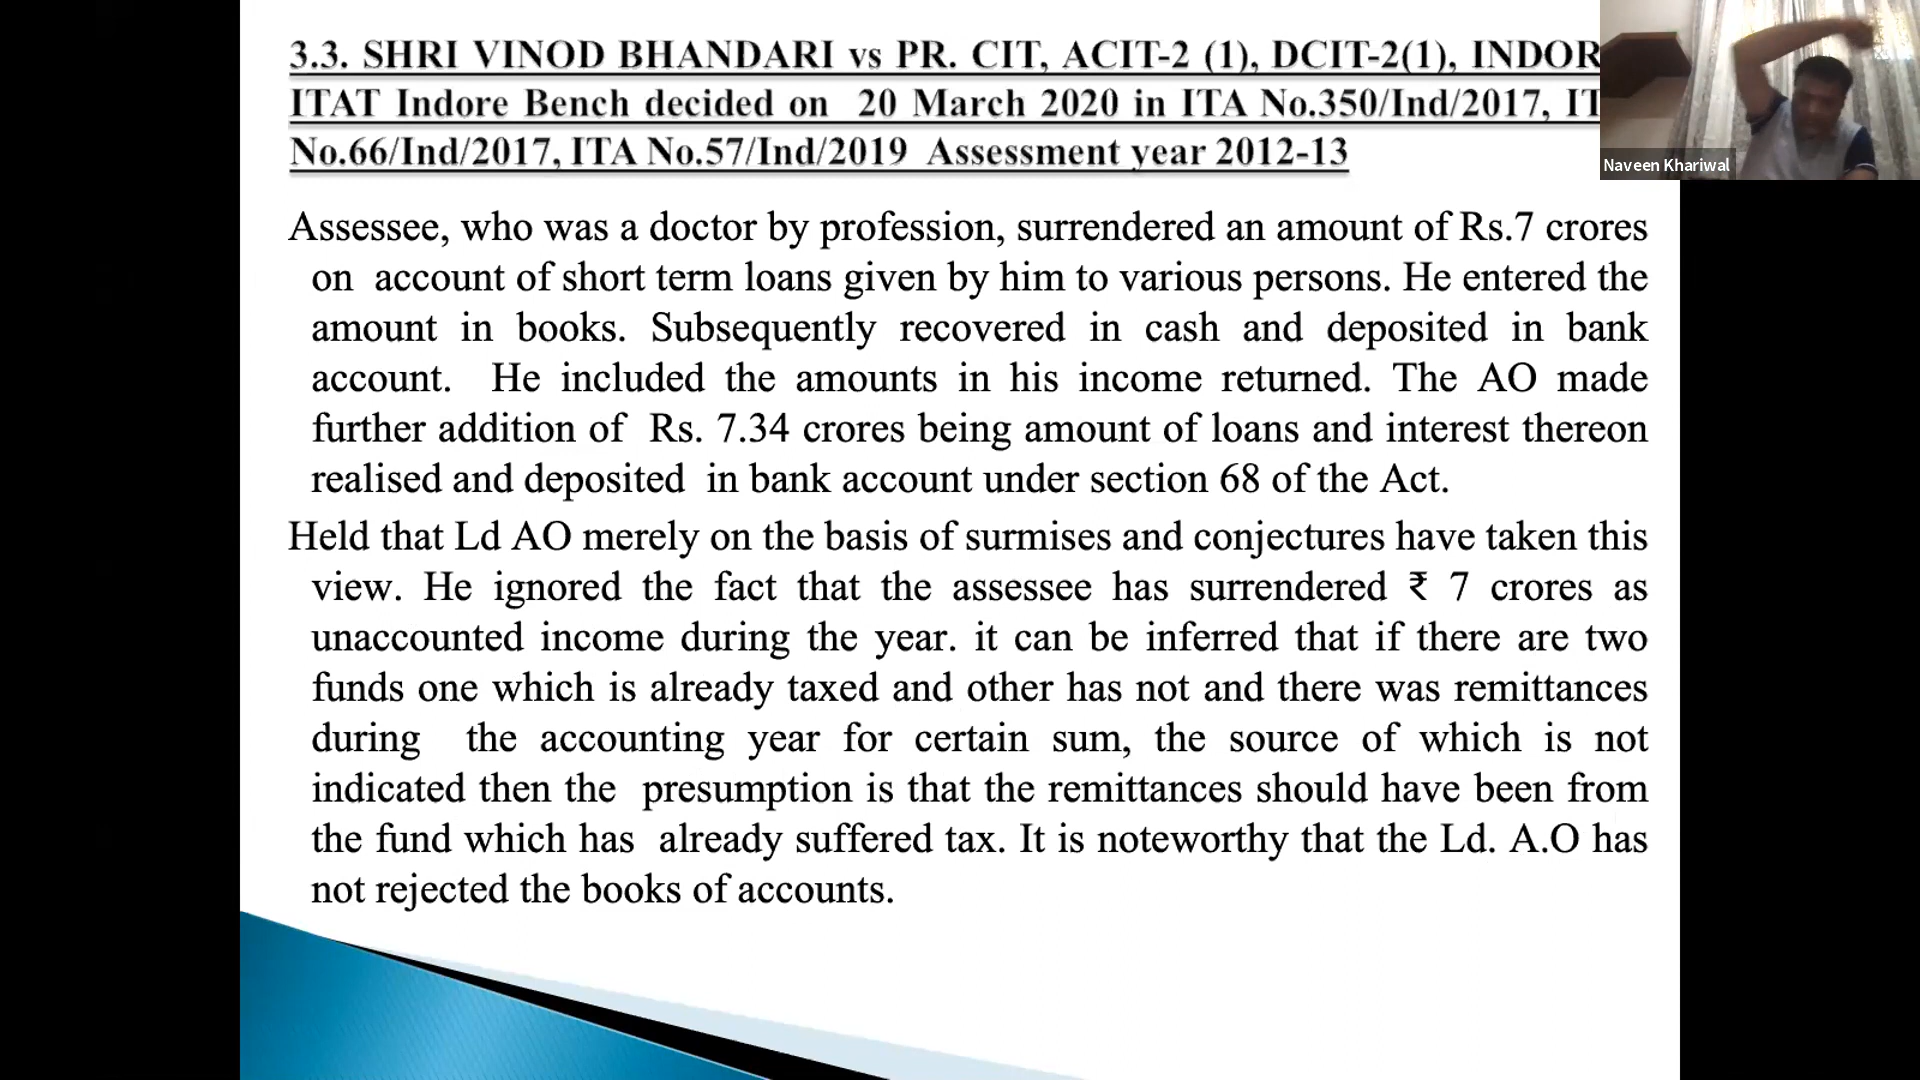 3.3. SHRI VINOD BHANDARI vs PR. CIT, ACIT-2 (1), DCIT-2(1), INDOR
ITAT Indore Bench decided on 20 March 2020 in ITA No.350/Ind/2017, IT
No.66/Ind/2017, ITA No.57/Ind/2019 Assessment year 2012-13
Naveen Khariwal
Assessee, who was a doctor by profession, surrendered an amount of Rs.7 crores
on account of short term loans given by him to various persons. He entered the
amount in books. Subsequently recovered in cash and deposited in bank
account. He included the amounts in his income returned. The AO made
further addition of Rs. 7.34 crores being amount of loans and interest thereon
realised and deposited in bank account under section 68 of the Act.
Held that Ld AO merely on the basis of surmises and conjectures have taken this
view. He ignored the fact that the assessee has surrendered ₹ 7 crores as
unaccounted income during the year. it can be inferred that if there are two
funds one which is already taxed and other has not and there was remittances
during the accounting year for certain sum, the source of which is not
indicated then the presumption is that the remittances should have been from
the fund which has already suffered tax. It is noteworthy that the Ld. A.O has
not rejected the books of accounts.